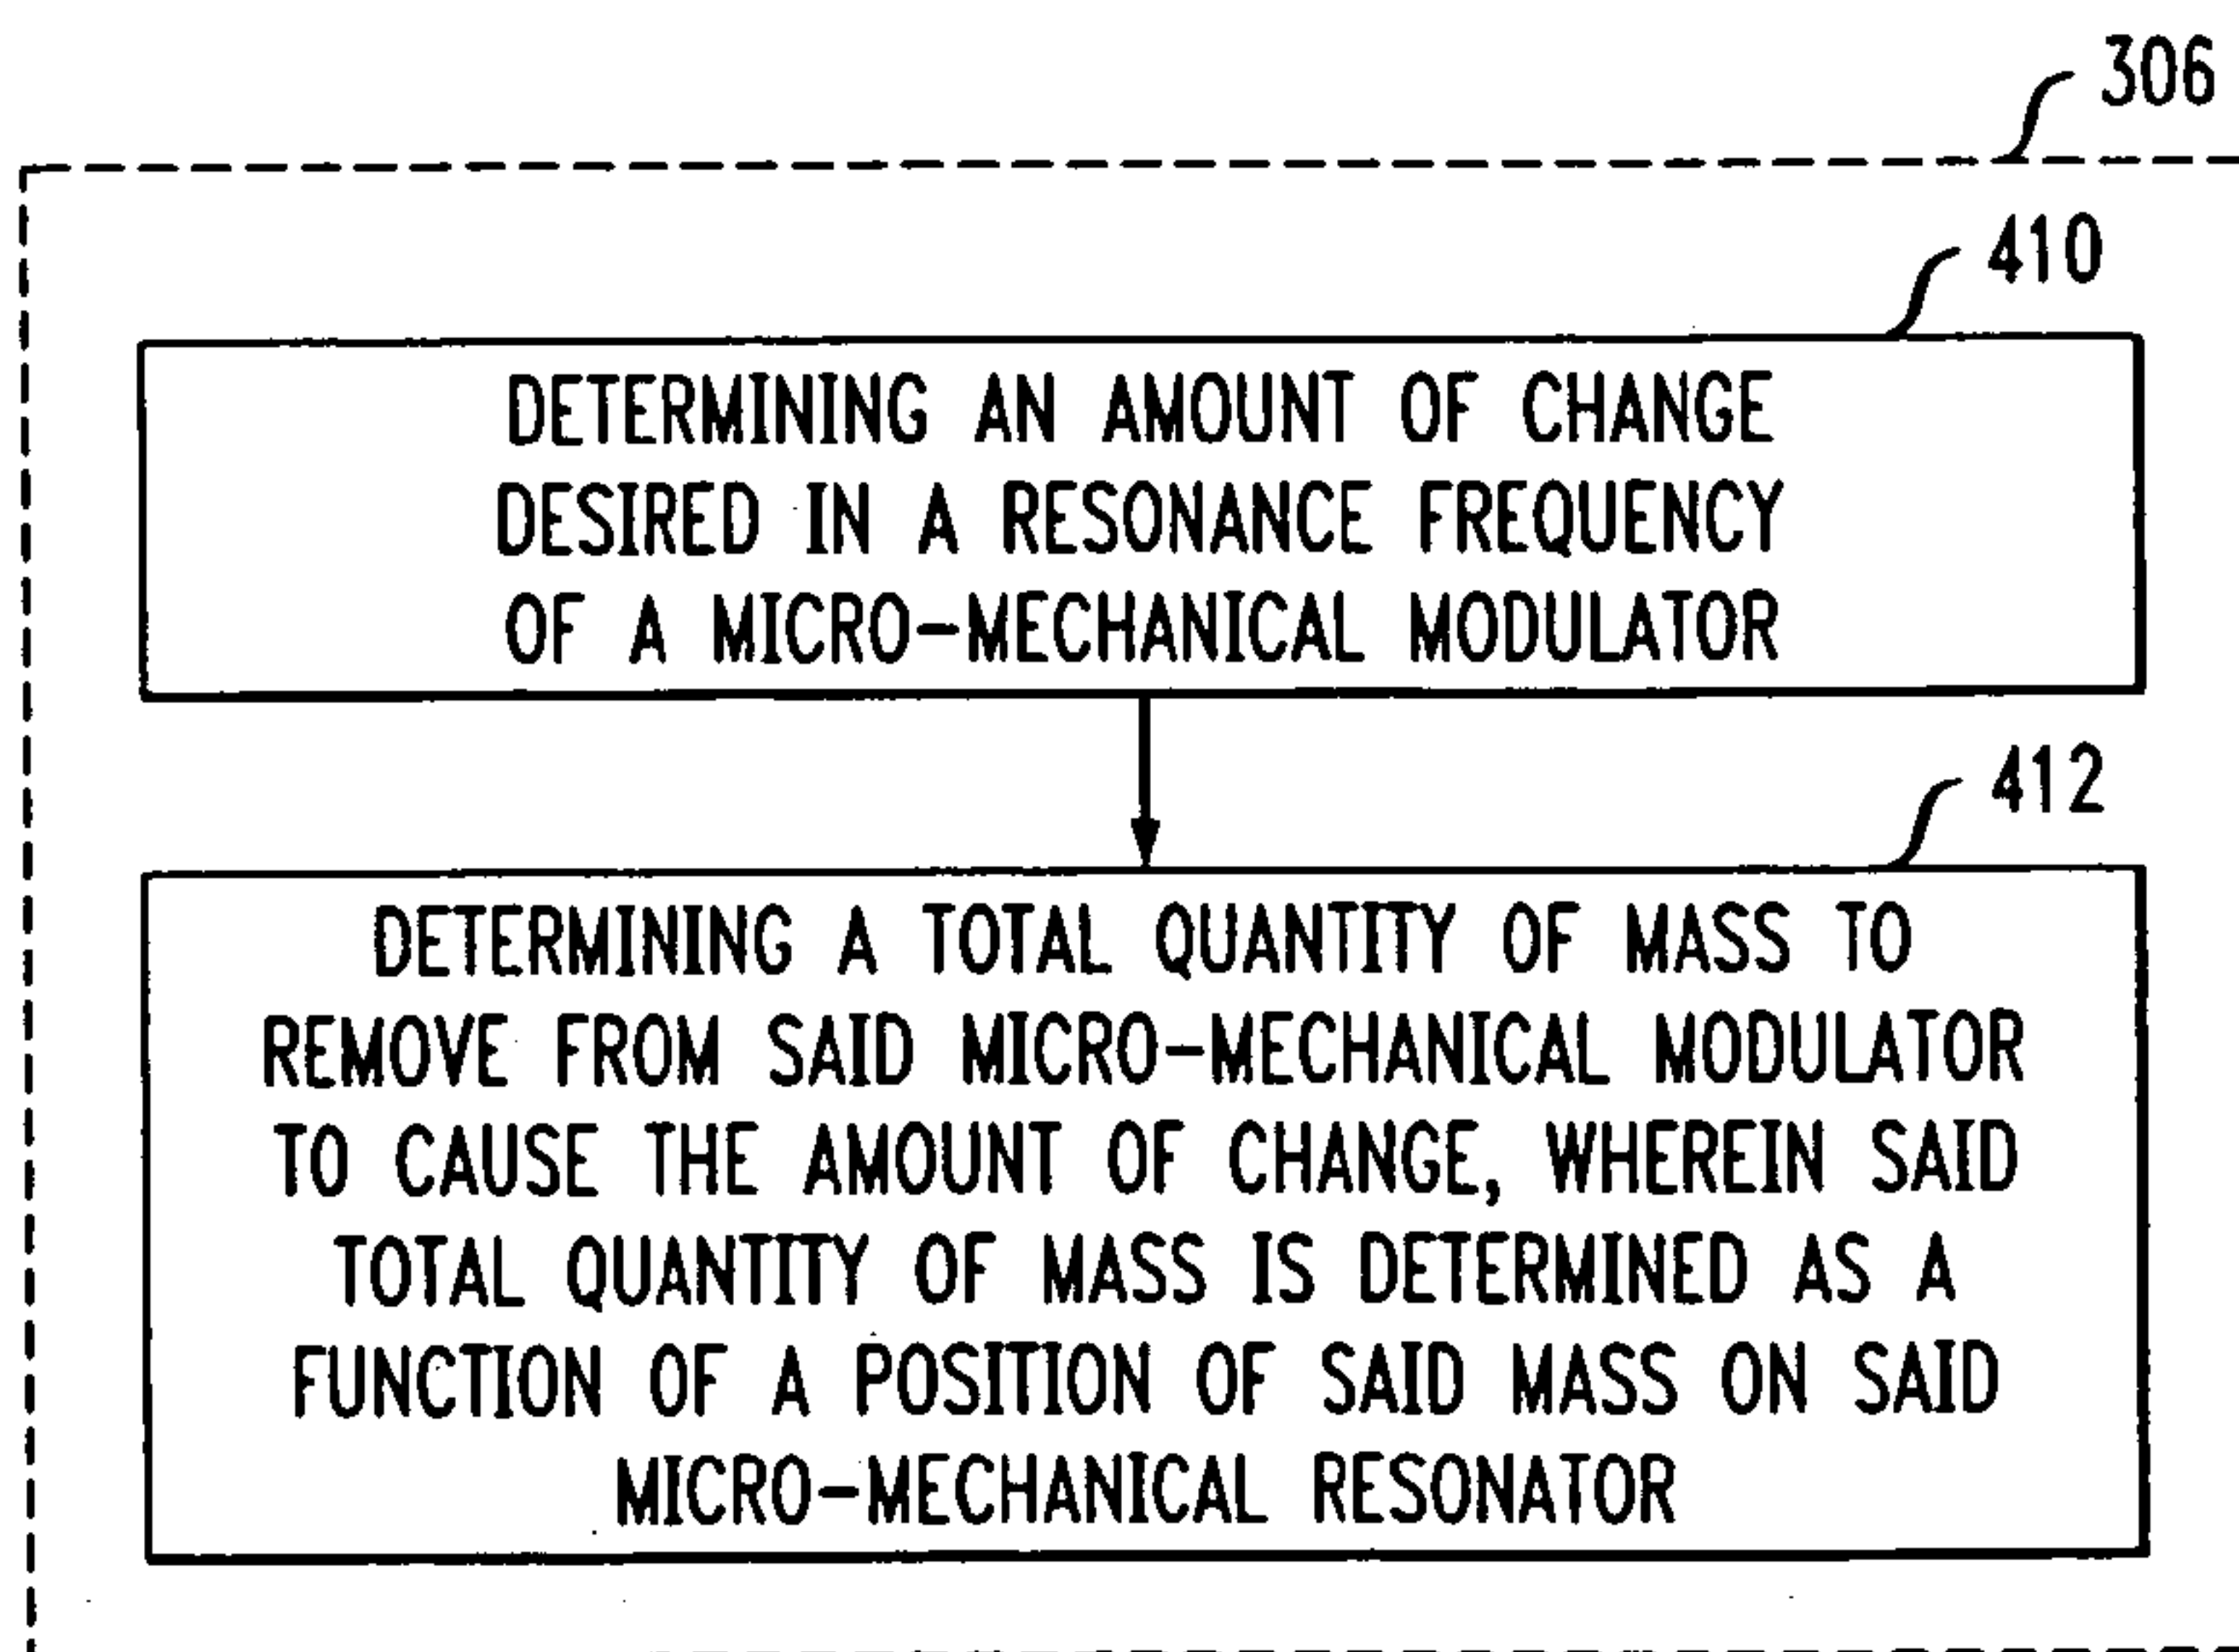 306
410
DETERMINING AN AMOUNT OF CHANGE
DESIRED IN A RESONANCE FREQUENCY
OF A MICRO-MECHANICAL MODULATOR
412
DETERMINING A TOTAL QUANTITY OF MASS TO
REMOVE FROM SAID MICRO-MECHANICAL MODULATOR
TO CAUSE THE AMOUNT OF CHANGE, WHEREIN SAID
TOTAL QUANTITY OF MASS IS DETERMINED AS A
FUNCTION OF A POSITION OF SAID MASS ON SAID
MICRO-MECHANICAL RESONATOR